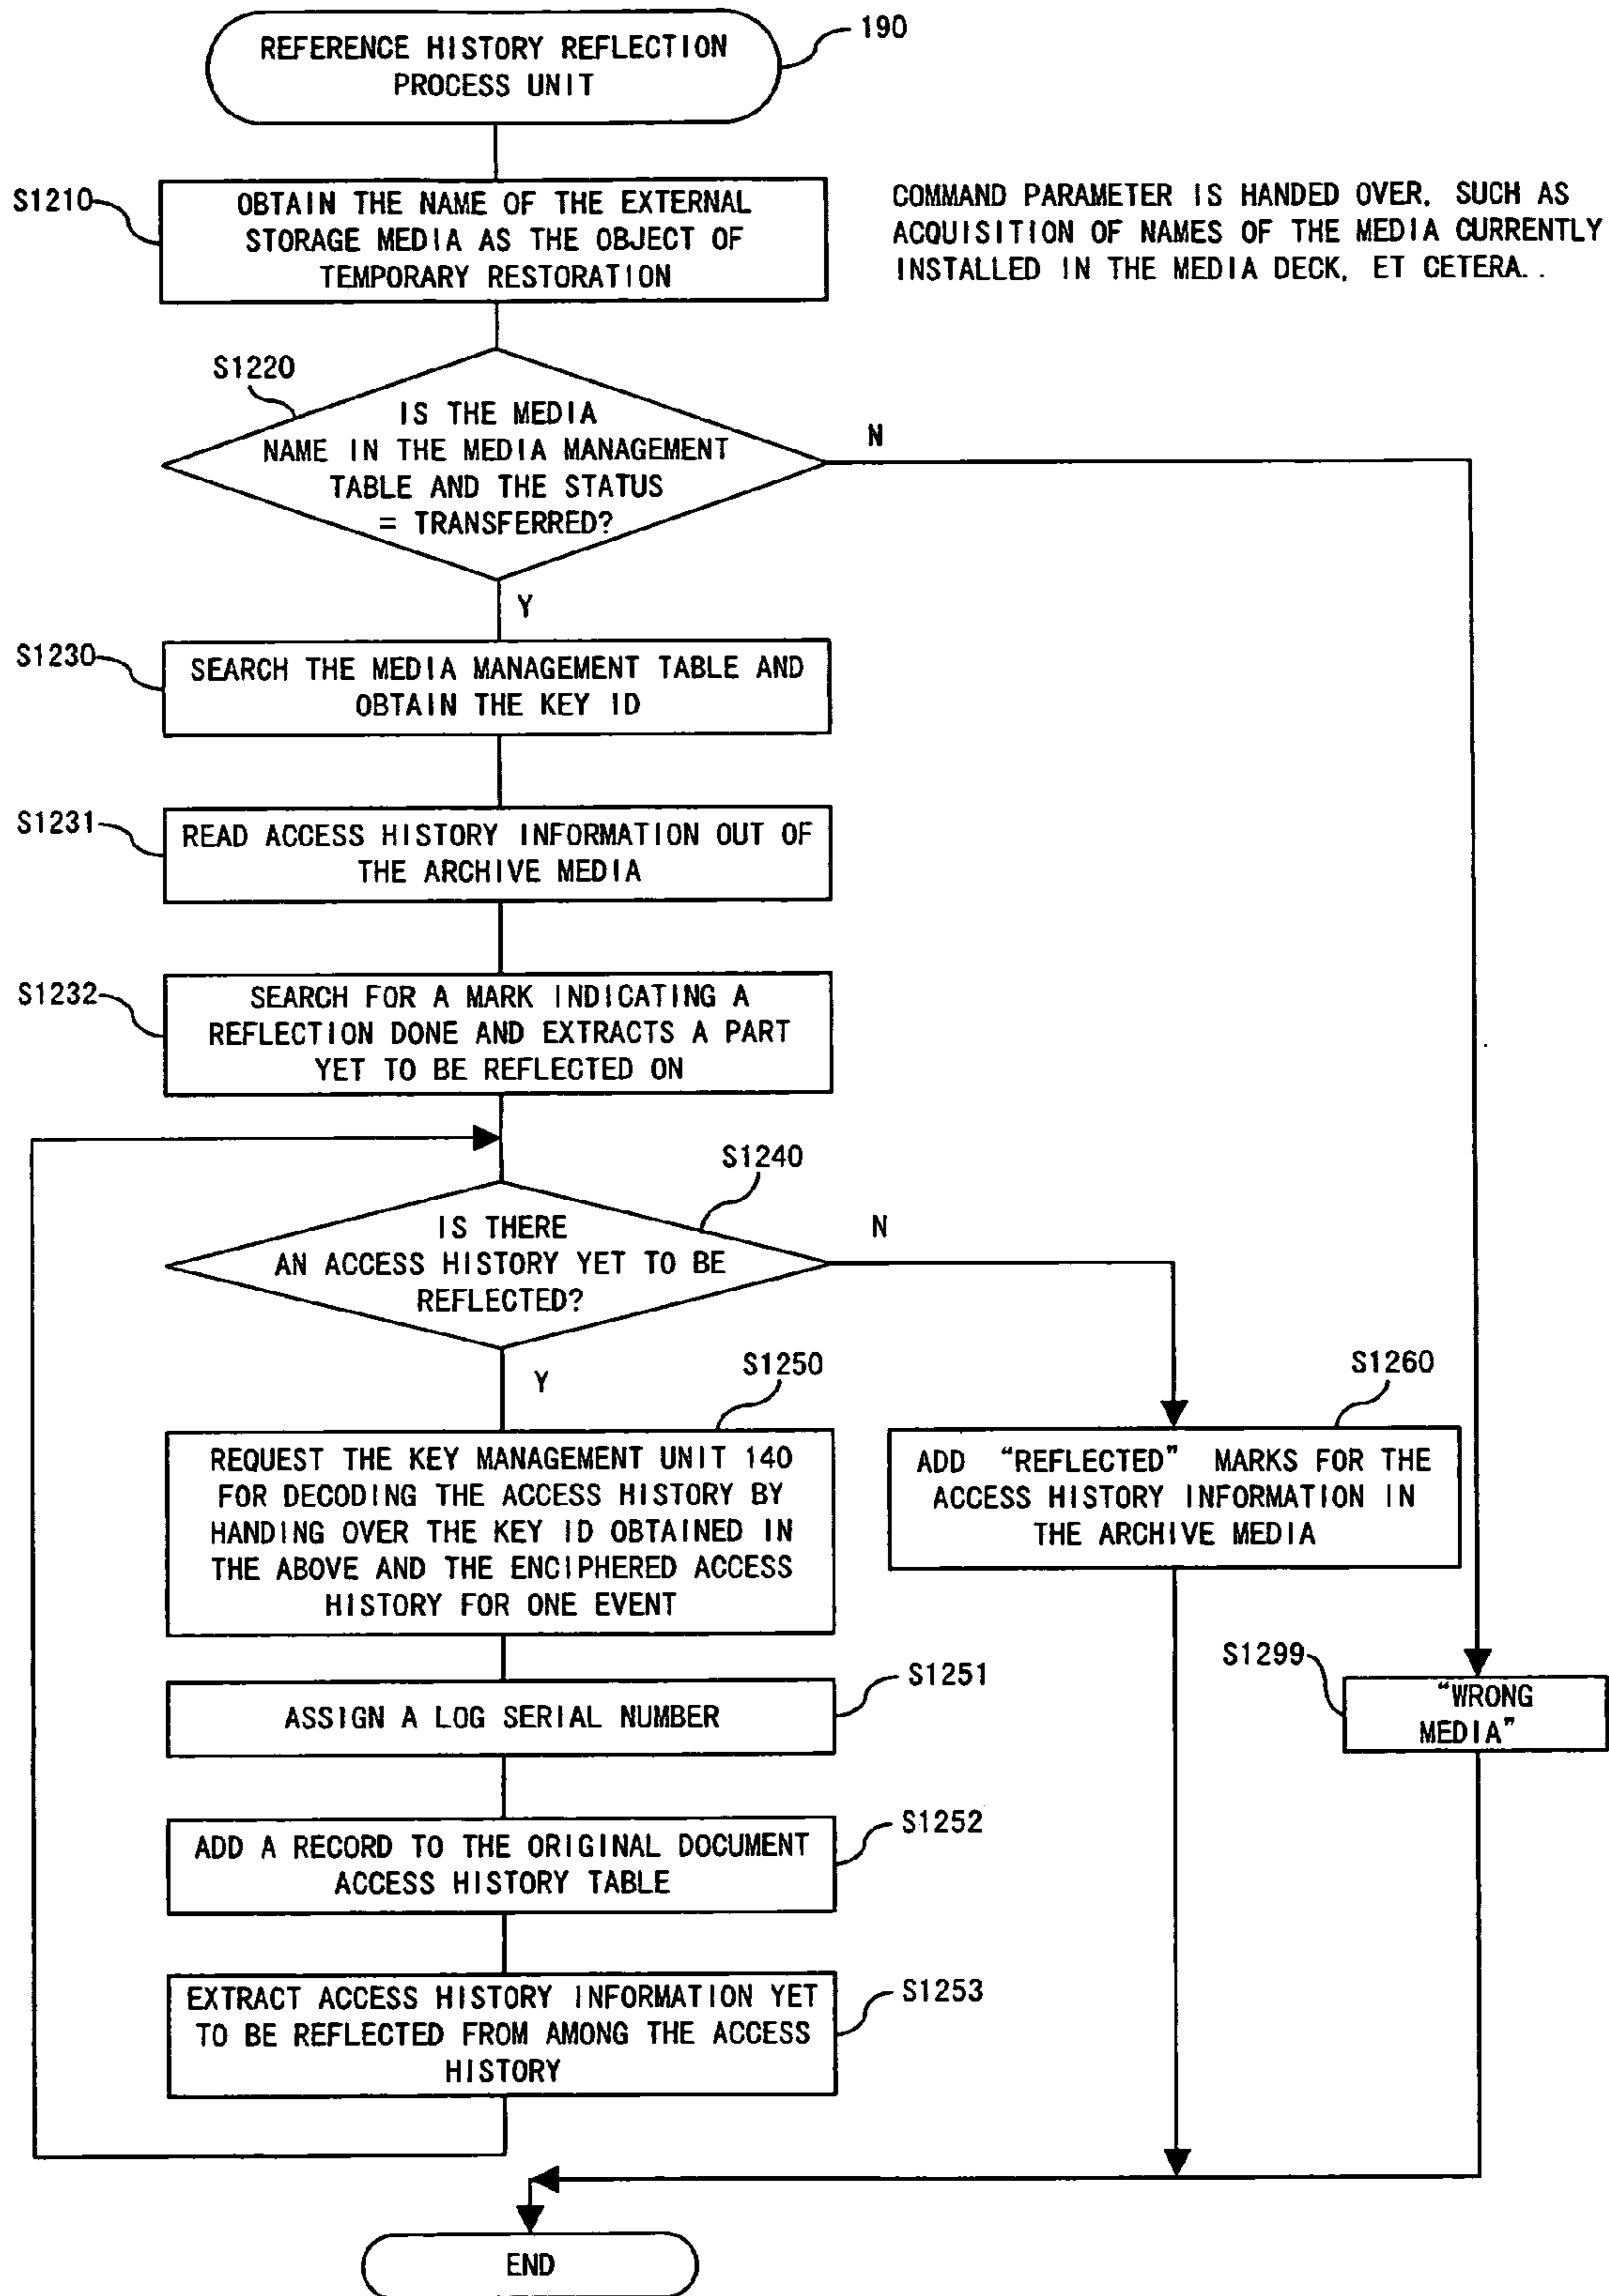 REFERENCE HISTORY REFLECTION
PROCESS UNIT
190
S1210
OBTAIN THE NAME OF THE EXTERNAL
STORAGE MEDIA AS THE OBJECT OF
TEMPORARY RESTORATION
COMMAND PARAMETER IS HANDED OVER, SUCH AS
ACQUISITION OF NAMES OF THE MEDIA CURRENTLY
INSTALLED IN THE MEDIA DECK, ET CETERA..
S1220
IS THE MEDIA
NAME IN THE MEDIA MANAGEMENT
TABLE AND THE STATUS
= TRANSFERRED?
N
Y
S1230
SEARCH THE MEDIA MANAGEMENT TABLE AND
OBTAIN THE KEY ID
S1231
READ ACCESS HISTORY INFORMATION OUT OF
THE ARCHIVE MEDIA
S1232
SEARCH FOR A MARK INDICATING A
REFLECTION DONE AND EXTRACTS A PART
YET TO BE REFLECTED ON
S1240
IS THERE
AN ACCESS HISTORY YET TO BE
REFLECTED?
N
Y
S1250
REQUEST THE KEY MANAGEMENT UNIT 140
FOR DECODING THE ACCESS HISTORY BY
HANDING OVER THE KEY ID OBTAINED IN
THE ABOVE AND THE ENCIPHERED ACCESS
HISTORY FOR ONE EVENT
S1260
ADD “REFLECTED” MARKS FOR THE
ACCESS HISTORY INFORMATION IN
THE ARCHIVE MEDIA
S1251
ASSIGN A LOG SERIAL NUMBER
S1299
“WRONG
MEDIA”
S1252
ADD A RECORD TO THE ORIGINAL DOCUMENT
ACCESS HISTORY TABLE
S1253
EXTRACT ACCESS HISTORY INFORMATION YET
TO BE REFLECTED FROM AMONG THE ACCESS
HISTORY
END